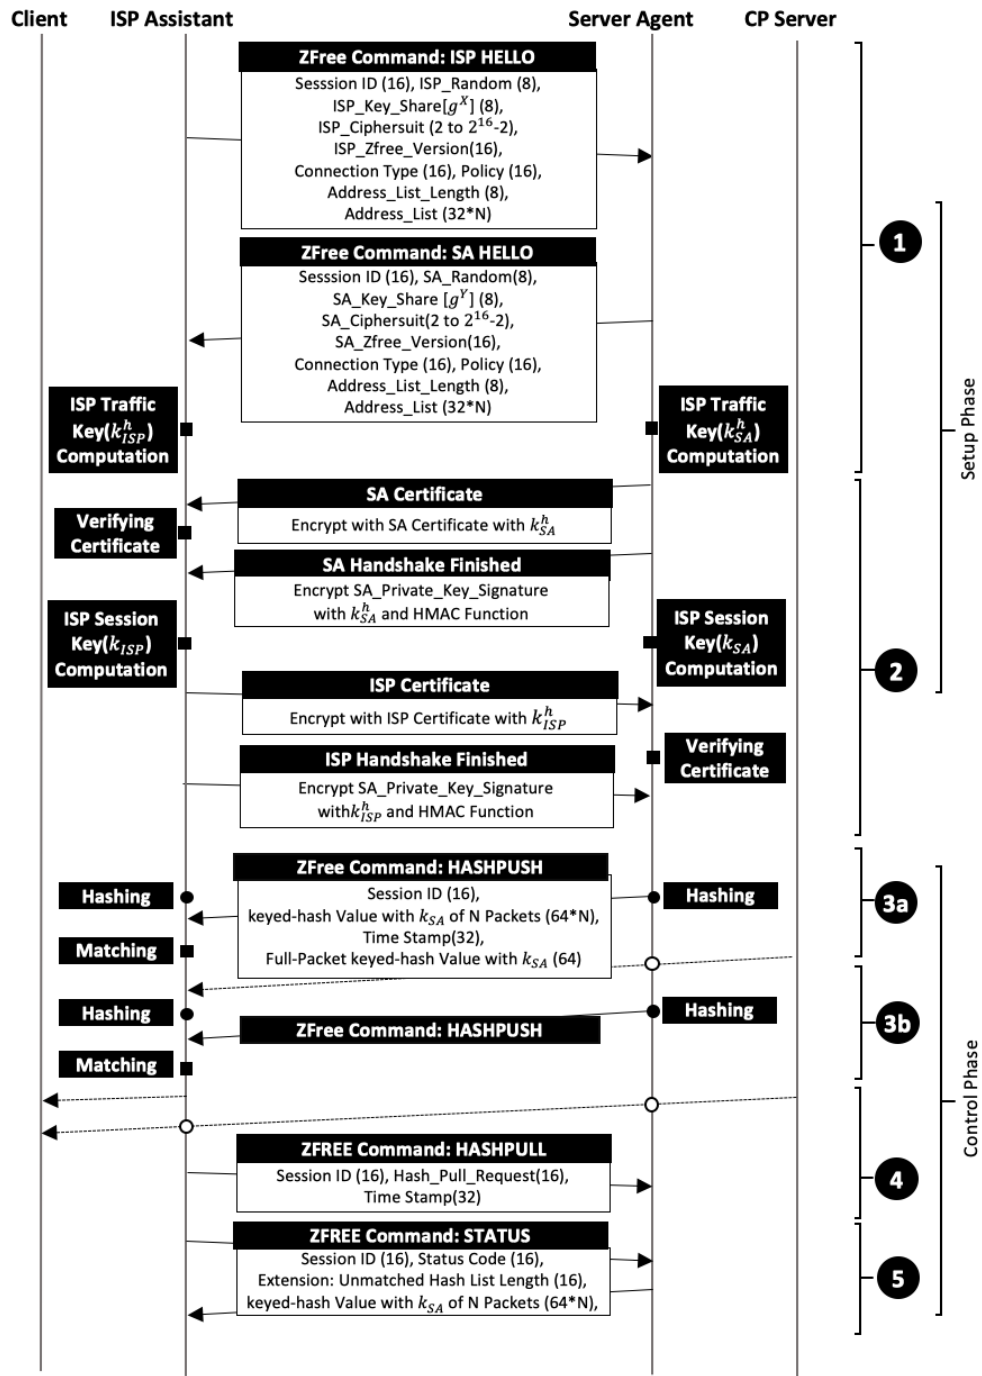 Client
ISP Assistant
Server Agent
CP Server
ZFree Command: ISP HELLO
Sesssion ID (16), ISP_Random (8),
ISP_Key_Share[g^X] (8),
ISP_Ciphersuit (2 to 2^16-2),
ISP_Zfree_Version(16),
Connection Type (16), Policy (16),
Address_List_Length (8),
Address_List (32*N)
1
ZFree Command: SA HELLO
Sesssion ID (16), SA_Random(8),
SA_Key_Share [g^Y] (8),
SA_Ciphersuit(2 to 2^16-2),
SA_Zfree_Version(16),
Connection Type (16), Policy (16),
Address_List_Length (8),
Address_List (32*N)
ISP Traffic
Key(k_ISP^h)
Computation
ISP Traffic
Key(k_SA^h)
Computation
Setup Phase
SA Certificate
Encrypt with SA Certificate with k_SA^h
Verifying
Certificate
SA Handshake Finished
Encrypt SA_Private_Key_Signature
with k_SA^h and HMAC Function
ISP Session
Key(k_ISP)
Computation
ISP Session
Key(k_SA)
Computation
2
ISP Certificate
Encrypt with ISP Certificate with k_ISP^h
ISP Handshake Finished
Encrypt SA_Private_Key_Signature
withk_ISP^h and HMAC Function
Verifying
Certificate
ZFree Command: HASHPUSH
Session ID (16),
keyed-hash Value with k_SA of N Packets (64*N),
Time Stamp(32),
Full-Packet keyed-hash Value with k_SA (64)
Hashing
Hashing
3a
Matching
Hashing
Hashing
ZFree Command: HASHPUSH
3b
Matching
Control Phase
ZFREE Command: HASHPULL
Session ID (16), Hash_Pull_Request(16),
Time Stamp(32)
4
ZFREE Command: STATUS
Session ID (16), Status Code (16),
Extension: Unmatched Hash List Length (16),
keyed-hash Value with k_SA of N Packets (64*N),
5